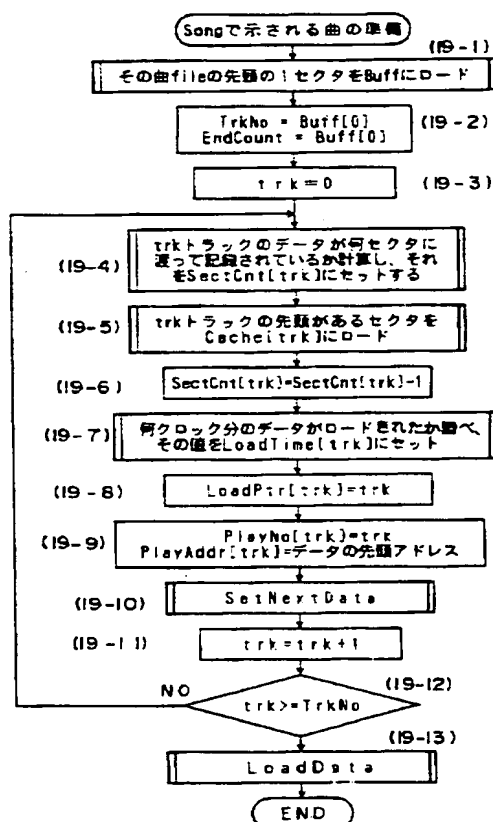 Songで示される曲の準備
(19-1)
その曲fileの先頭の1セクタをBuffにロード
TrkNo = Buff[0]
EndCount = Buff[0]
(19-2)
trk=0
(19-3)
(19-4)
trkトラックのデータが何セクタに
渡って記録されているか計算し、それ
をSectCnt[trk]にセットする
(19-5)
trkトラックの先頭があるセクタを
Cache[trk]にロード
(19-6)
SectCnt[trk]=SectCnt[trk]-1
(19-7)
何クロック分のデータがロードされたか調べ、
その値をLoadTime[trk]にセット
(19-8)
LoadPtr[trk]=trk
(19-9)
PlayNo[trk]=trk
PlayAddr[trk]=データの先頭アドレス
(19-10)
SetNextData
(19-11)
trk=trk+1
NO
trk>=TrkNo
(19-12)
(19-13)
LoadData
END